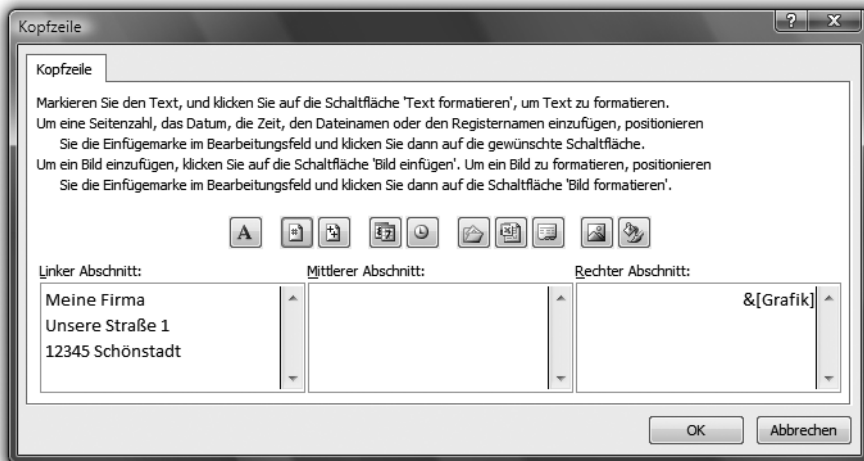 Kopfzeile
Kopfzeile
Markieren Sie den Text, und klicken Sie auf die Schaltfläche 'Text formatieren', um Text zu formatieren.
Um eine Seitenzahl, das Datum, die Zeit, den Dateinamen oder den Registernamen einzufügen, positionieren
Sie die Einfügemarke im Bearbeitungsfeld und klicken Sie dann auf die gewünschte Schaltfläche.
Um ein Bild einzufügen, klicken Sie auf die Schaltfläche 'Bild einfügen'. Um ein Bild zu formatieren, positionieren
Sie die Einfügemarke im Bearbeitungsfeld und klicken Sie dann auf die Schaltfläche 'Bild formatieren'.
A
Linker Abschnitt: Mittlerer Abschnitt: Rechter Abschnitt:
Meine Firma &[Grafik]
Unsere Straße 1
12345 Schönstadt
OK Abbrechen